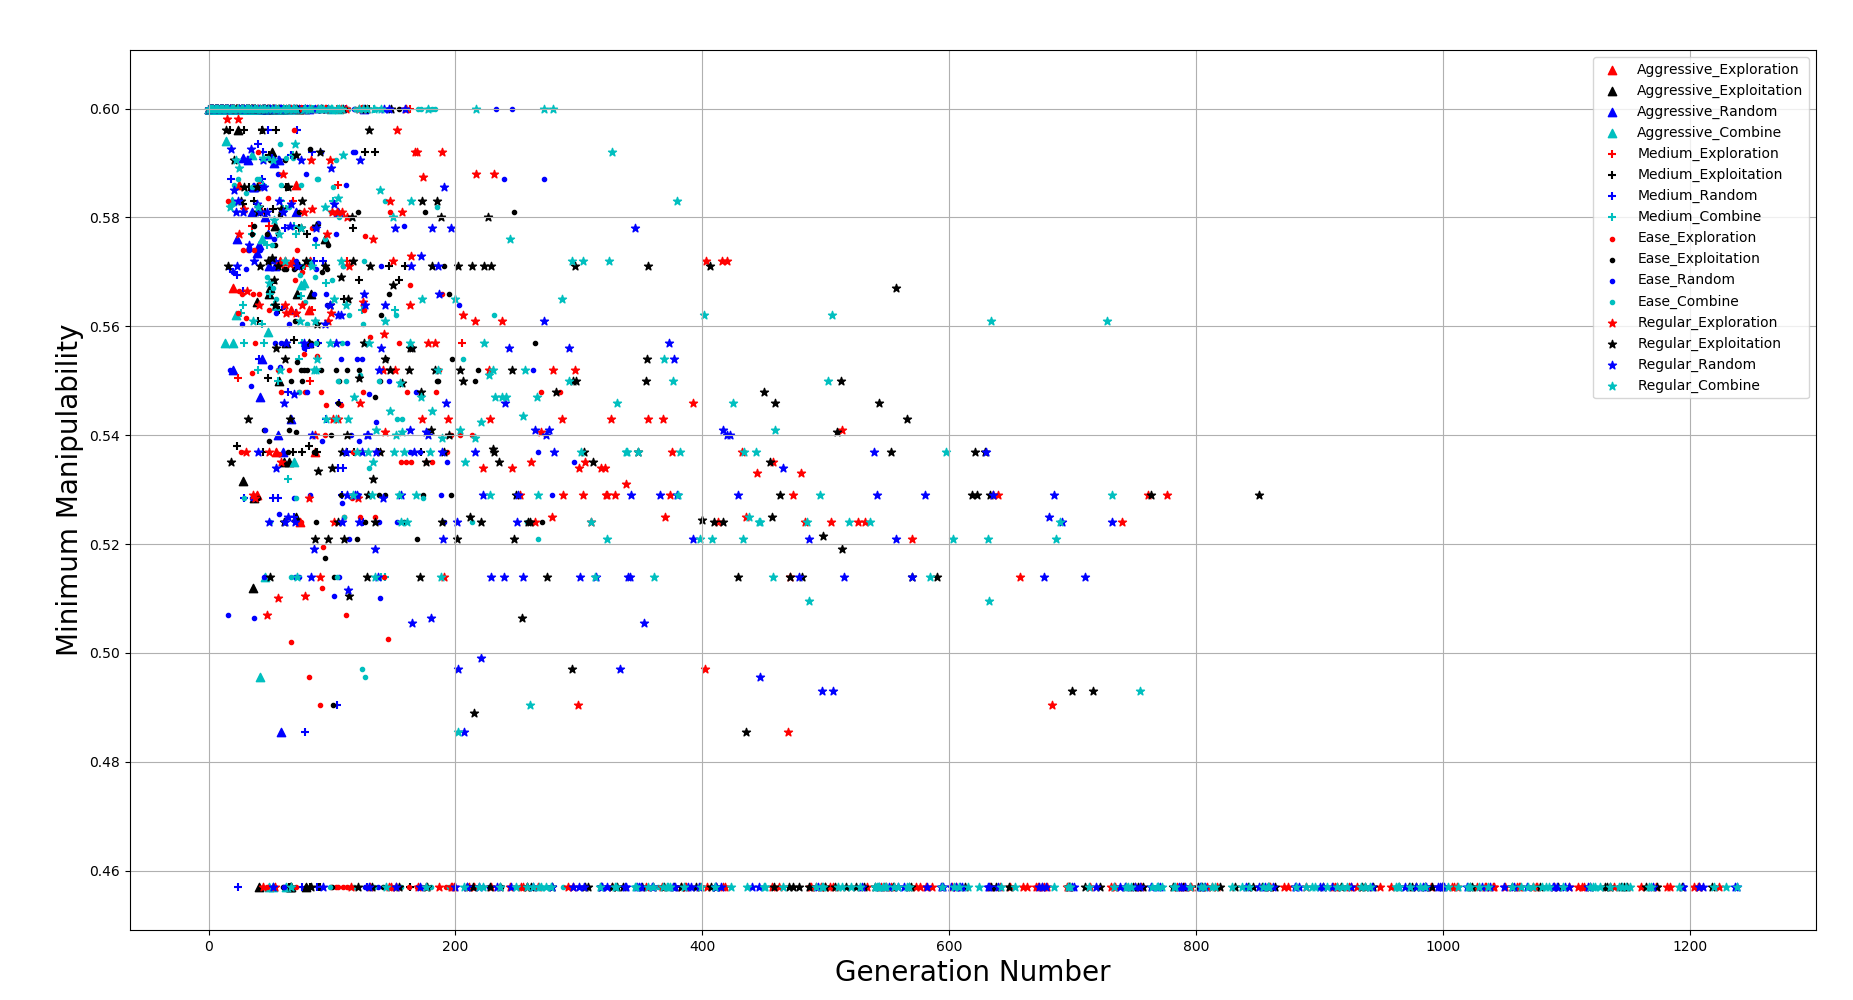 Minimum Manipulability
0.60
0.58
0.56
0.54
0.52
0.50
0.48
0.46
Aggressive_Exploration
Aggressive_Exploitation
Aggressive_Random
Aggressive_Combine
Medium_Exploration
Medium_Exploitation
Medium_Random
Medium_Combine
Ease_Exploration
Ease_Exploitation
Ease_Random
Ease_Combine
Regular_Exploration
Regular_Exploitation
Regular_Random
Regular_Combine
0 200 400 600 800 1000 1200
Generation Number